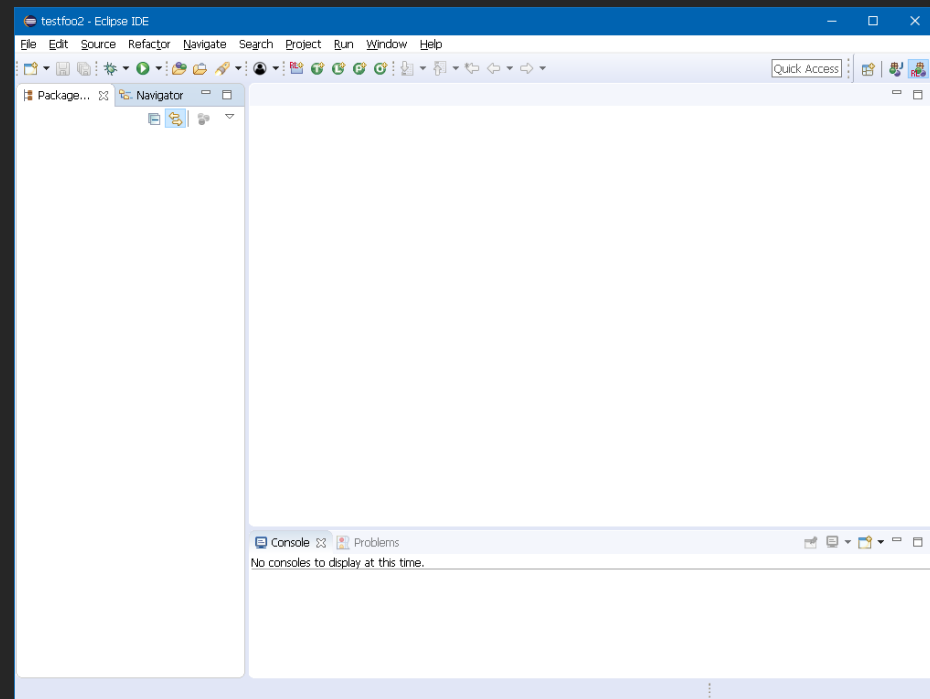 testfoo2 - Eclipse IDE
File Edit Source Refactor Navigate Search Project Run Window Help
Quick Access
Package... Navigator
Console Problems
No consoles to display at this time.